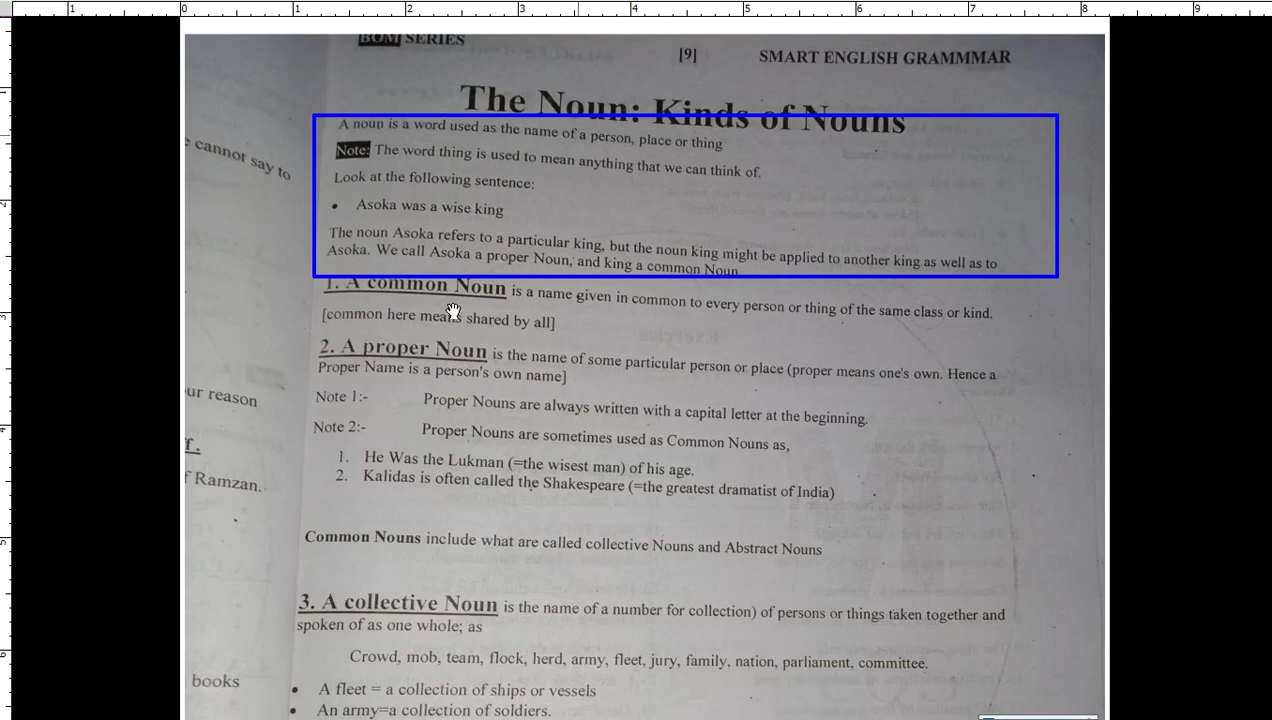 1 0 1 2 3 4 5 6 7 8 9
BOM SERIES
[9]
SMART ENGLISH GRAMMMAR
The Noun: Kinds of Nouns
A noun is a word used as the name of a person, place or thing
Note: The word thing is used to mean anything that we can think of.
Look at the following sentence:
• Asoka was a wise king
The noun Asoka refers to a particular king, but the noun king might be applied to another king as well as to
Asoka. We call Asoka a proper Noun, and king a common Noun
1. A common Noun is a name given in common to every person or thing of the same class or kind.
[common here means shared by all]
2. A proper Noun is the name of some particular person or place (proper means one's own. Hence a
Proper Name is a person's own name]
Note 1:- Proper Nouns are always written with a capital letter at the beginning.
Note 2:- Proper Nouns are sometimes used as Common Nouns as,
1. He Was the Lukman (=the wisest man) of his age.
2. Kalidas is often called the Shakespeare (=the greatest dramatist of India)
Common Nouns include what are called collective Nouns and Abstract Nouns
3. A collective Noun is the name of a number for collection) of persons or things taken together and
spoken of as one whole; as
Crowd, mob, team, flock, herd, army, fleet, jury, family, nation, parliament, committee.
• A fleet = a collection of ships or vessels
• An army=a collection of soldiers.
cannot say to
ur reason
f.
f Ramzan.
books